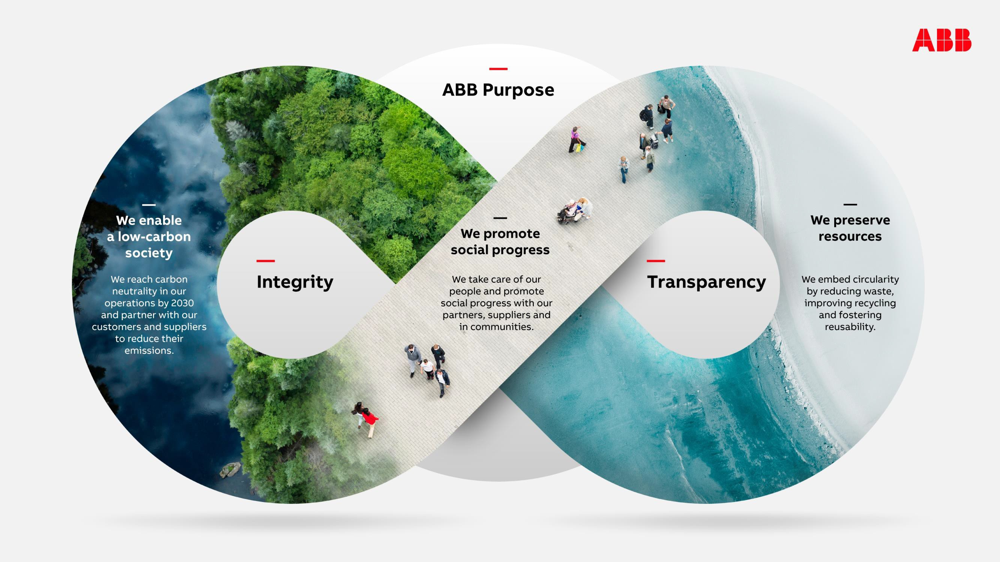 ABB
ABB Purpose
We enable
a low-carbon
society
We reach carbon
neutrality in our
operations by 2030
and partner with our
customers and suppliers
to reduce their
emissions.
Integrity
We promote
social progress
We take care of our
people and promote
social progress with our
partners, suppliers and
in communities.
Transparency
We preserve
resources
We embed circularity
by reducing waste,
improving recycling
and fostering
reusability.